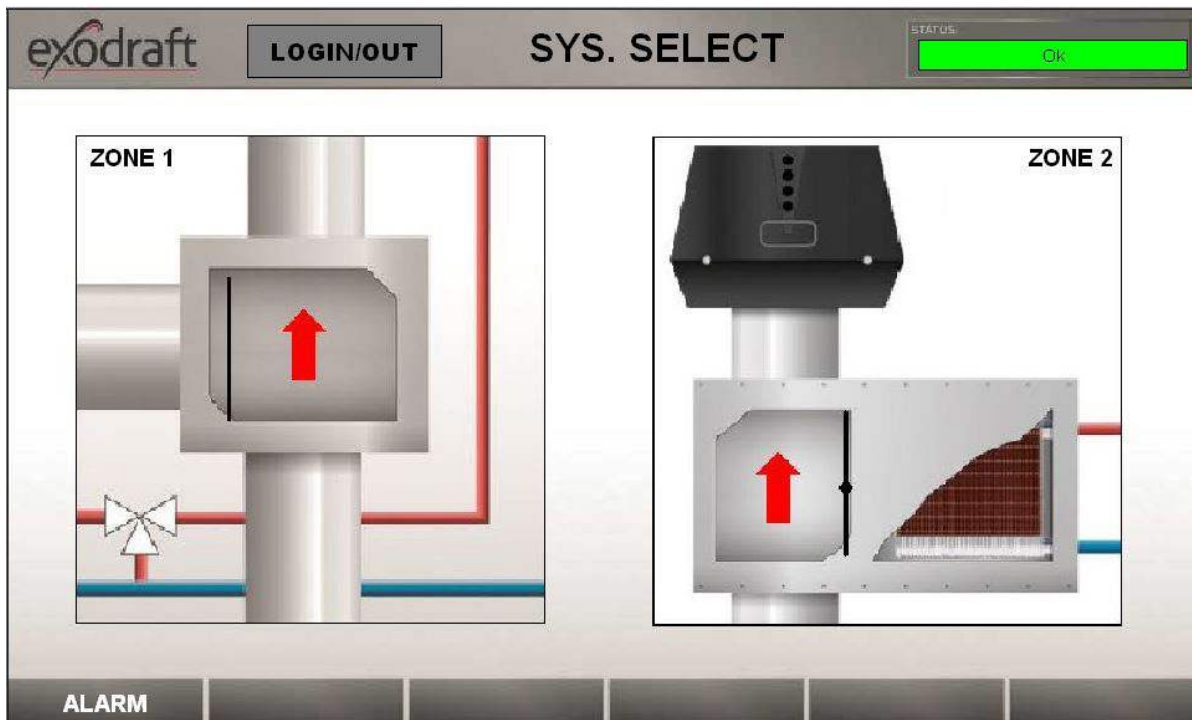 exodraft
LOGIN/OUT
SYS. SELECT
STATUS:
Ok
ZONE 1
ZONE 2
ALARM